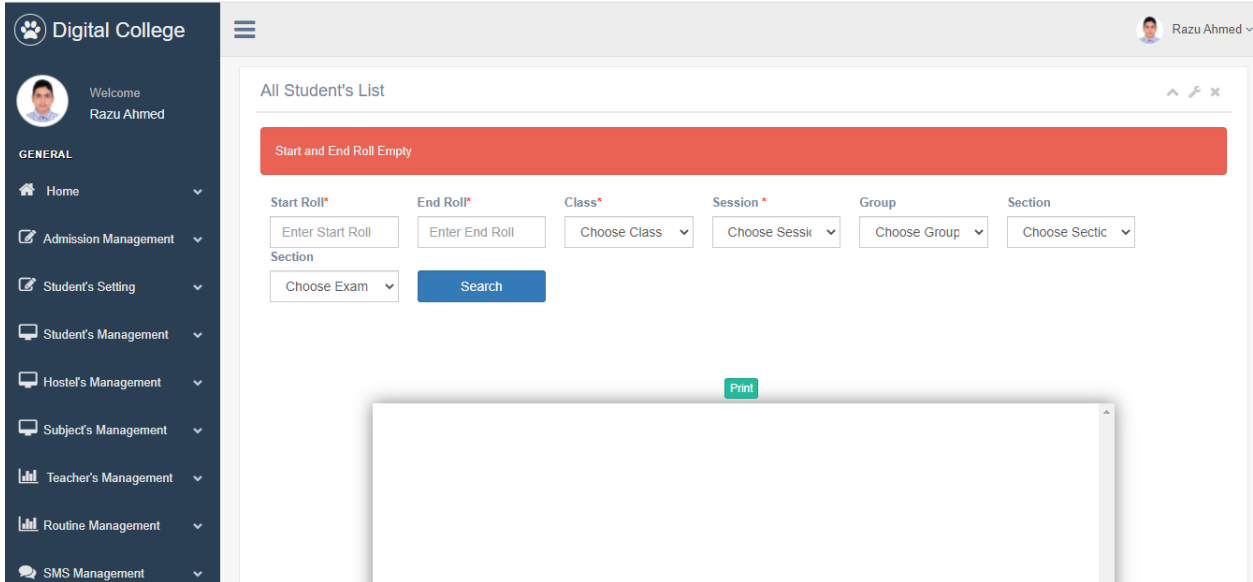 Digital College
Razu Ahmed
Welcome
Razu Ahmed
GENERAL
Home
Admission Management
Student's Setting
Student's Management
Hostel's Management
Subject's Management
Teacher's Management
Routine Management
SMS Management
All Student's List
Start and End Roll Empty
Start Roll* End Roll* Class* Session * Group Section
Enter Start Roll Enter End Roll Choose Class Choose Sessic Choose Group Choose Sectic
Section
Choose Exam Search
Print